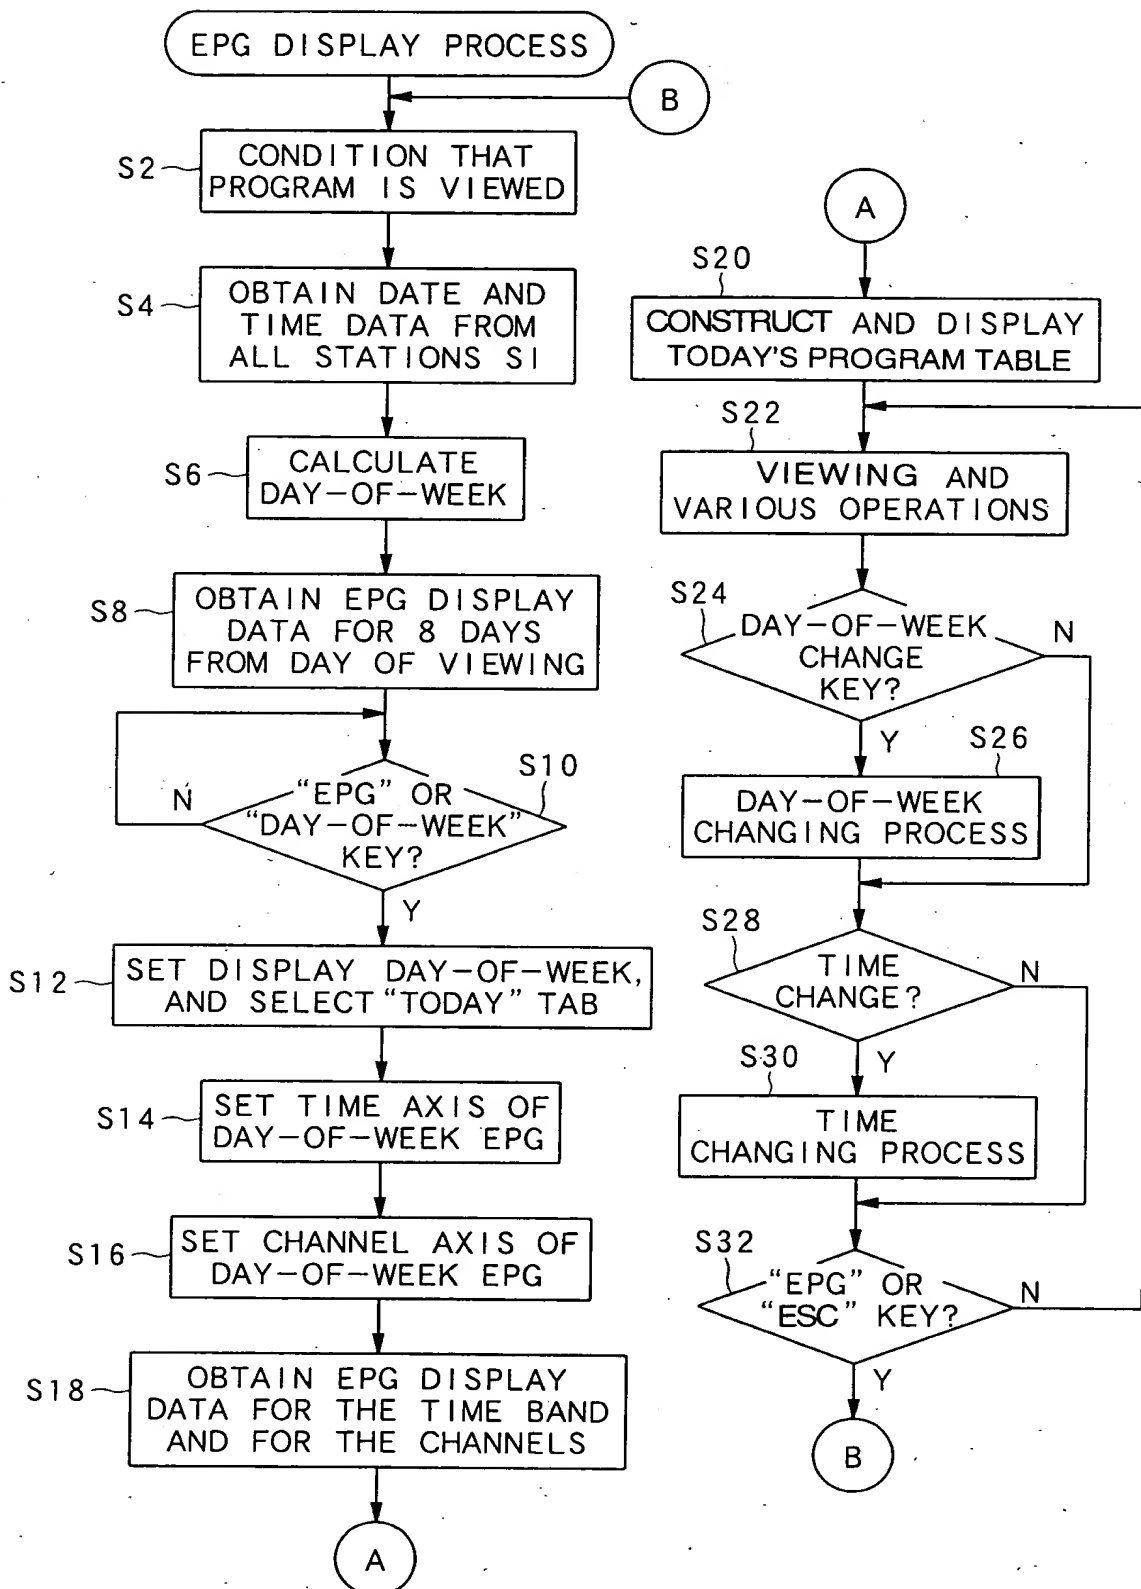 EPG DISPLAY PROCESS
B
S2
CONDITION THAT
PROGRAM IS VIEWED
S4
OBTAIN DATE AND
TIME DATA FROM
ALL STATIONS SI
S6
CALCULATE
DAY-OF-WEEK
S8
OBTAIN EPG DISPLAY
DATA FOR 8 DAYS
FROM DAY OF VIEWING
S10
"EPG" OR
"DAY-OF-WEEK"
KEY?
N
Y
S12
SET DISPLAY DAY-OF-WEEK,
AND SELECT "TODAY" TAB
S14
SET TIME AXIS OF
DAY-OF-WEEK EPG
S16
SET CHANNEL AXIS OF
DAY-OF-WEEK EPG
S18
OBTAIN EPG DISPLAY
DATA FOR THE TIME BAND
AND FOR THE CHANNELS
A
A
S20
CONSTRUCT AND DISPLAY
TODAY'S PROGRAM TABLE
S22
VIEWING AND
VARIOUS OPERATIONS
S24
DAY-OF-WEEK
CHANGE
KEY?
N
Y
S26
DAY-OF-WEEK
CHANGING PROCESS
S28
TIME
CHANGE?
N
Y
S30
TIME
CHANGING PROCESS
S32
"EPG" OR
"ESC" KEY?
N
Y
B